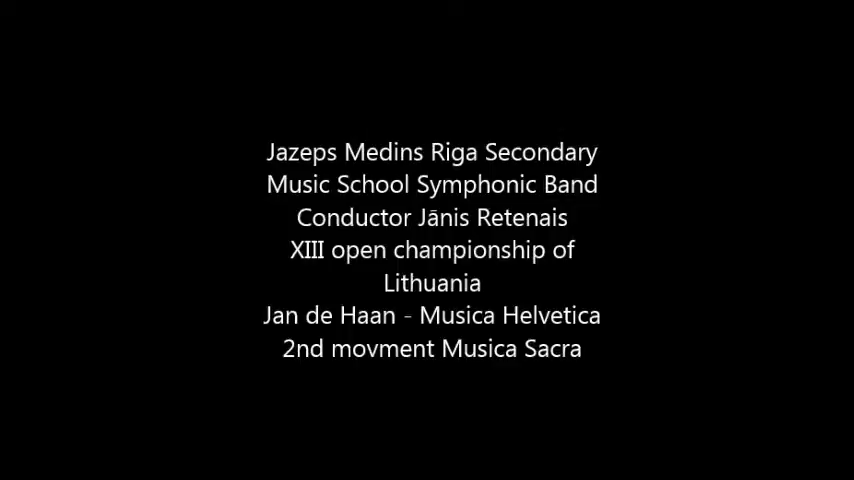 Jazeps Medins Riga Secondary
Music School Symphonic Band
Conductor Jānis Retenais
XIII open championship of
Lithuania
Jan de Haan - Musica Helvetica
2nd movment Musica Sacra